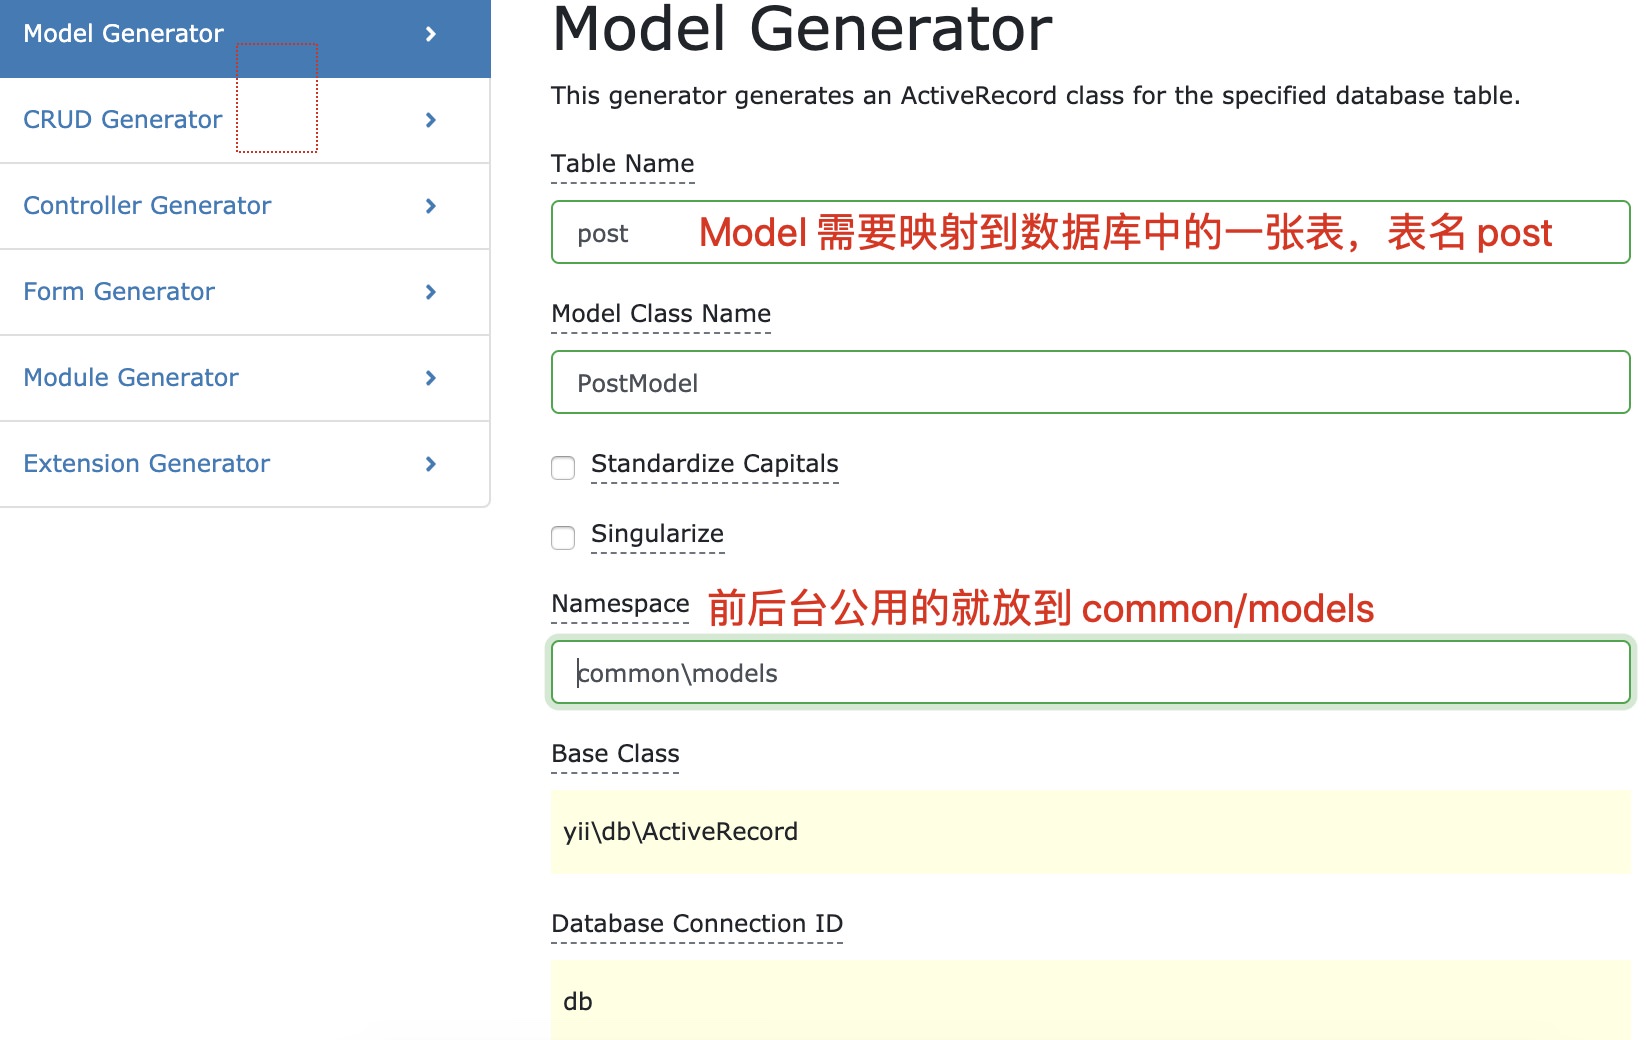 Model Generator
CRUD Generator
Controller Generator
Form Generator
Module Generator
Extension Generator
Model Generator
This generator generates an ActiveRecord class for the specified database table.
Table Name
post Model 需要映射到数据库中的一张表，表名 post
Model Class Name
PostModel
Standardize Capitals
Singularize
Namespace 前后台公用的就放到 common/models
common\models
Base Class
yii\db\ActiveRecord
Database Connection ID
db